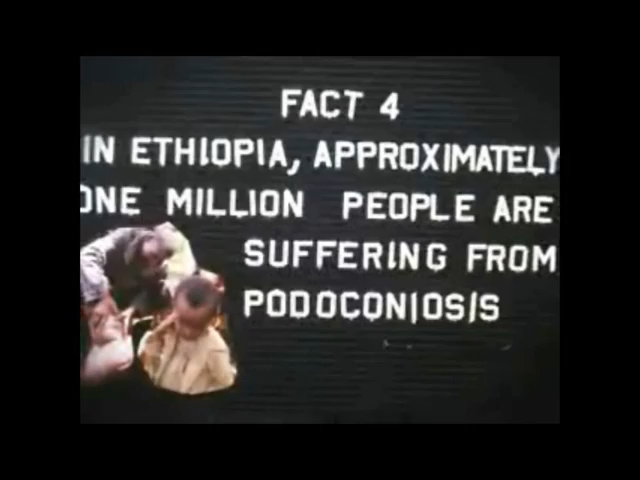 FACT 4
IN ETHIOPIA, APPROXIMATELY
ONE MILLION PEOPLE ARE
SUFFERING FROM
PODOCONIOSIS